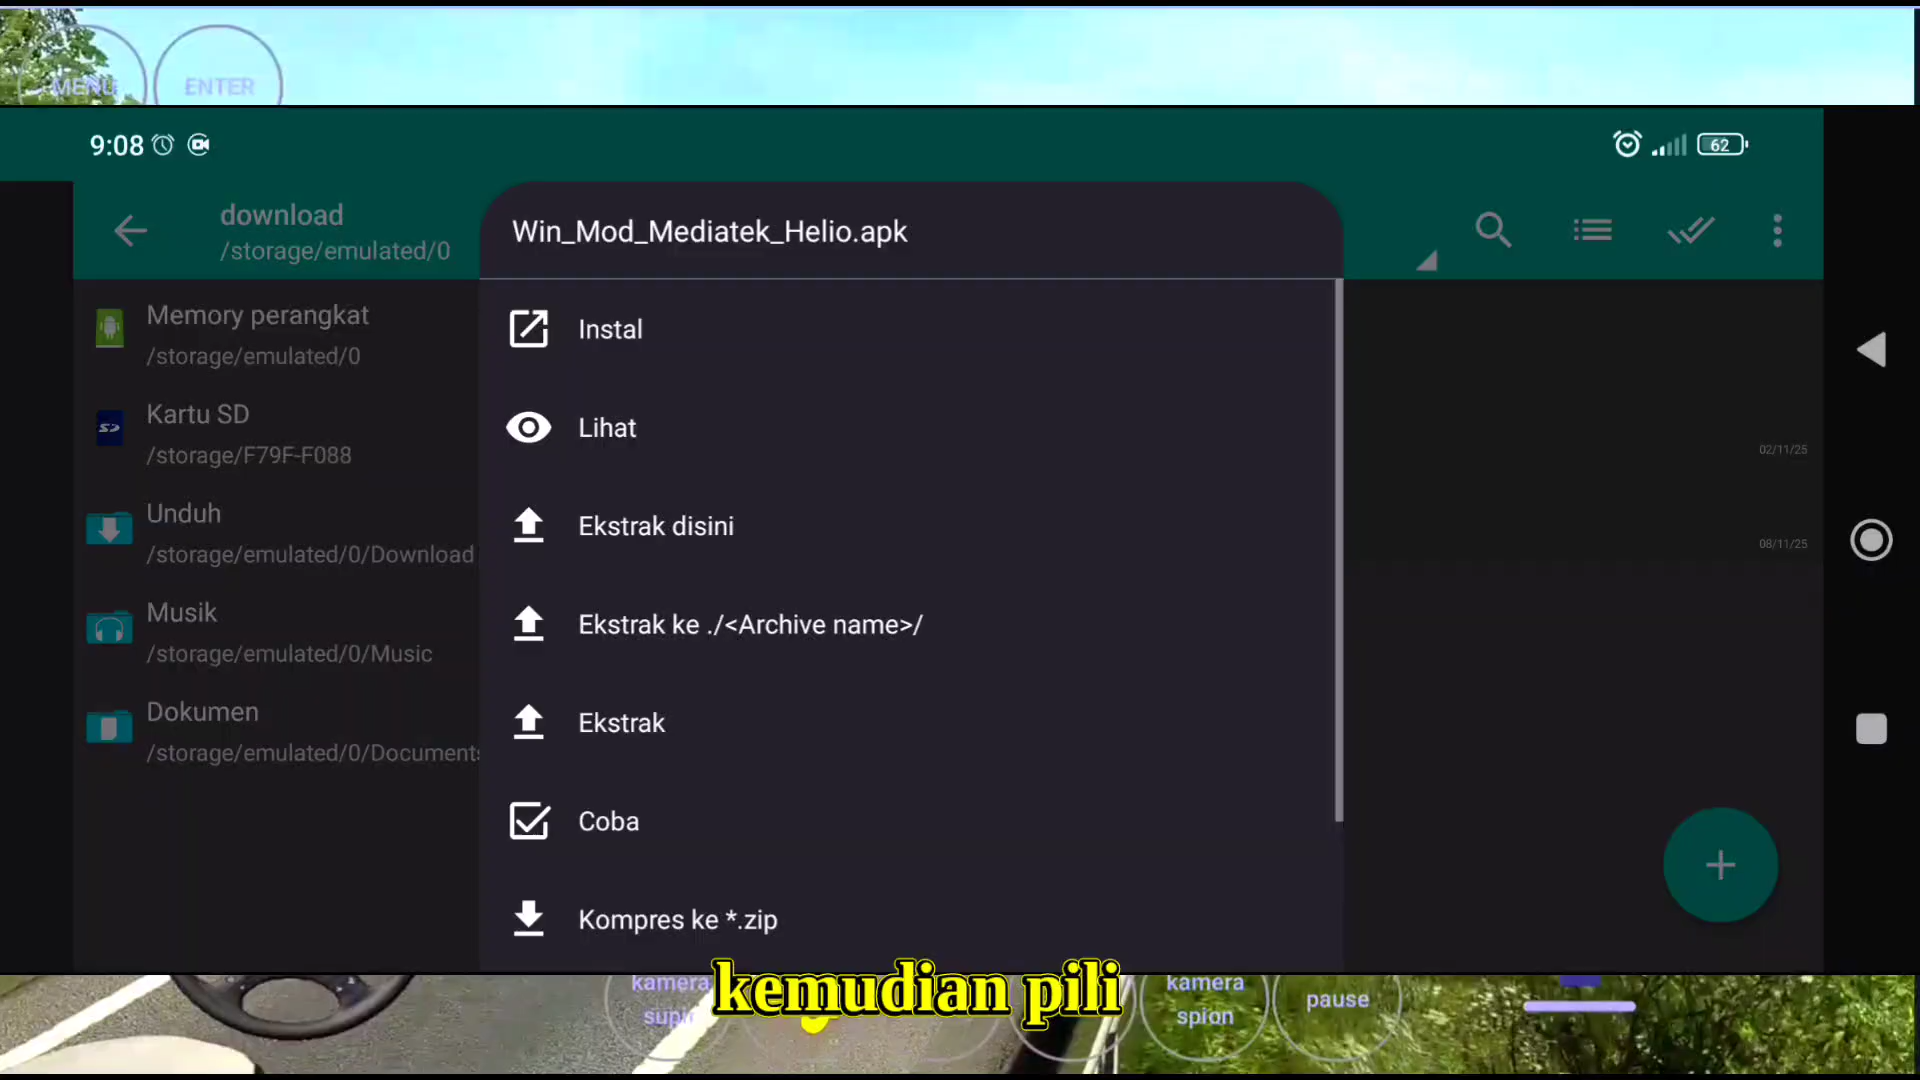 MENU
ENTER
9:08
62
download
/storage/emulated/0
Win_Mod_Mediatek_Helio.apk
Memory perangkat
/storage/emulated/0
Kartu SD
/storage/F79F-F088
Unduh
/storage/emulated/0/Download
Musik
/storage/emulated/0/Music
Dokumen
/storage/emulated/0/Documents
Instal
Lihat
Ekstrak disini
Ekstrak ke ./<Archive name>/
Ekstrak
Coba
Kompres ke *.zip
02/11/25
08/11/25
kamera
kemudian pili
kamera
spion
pause